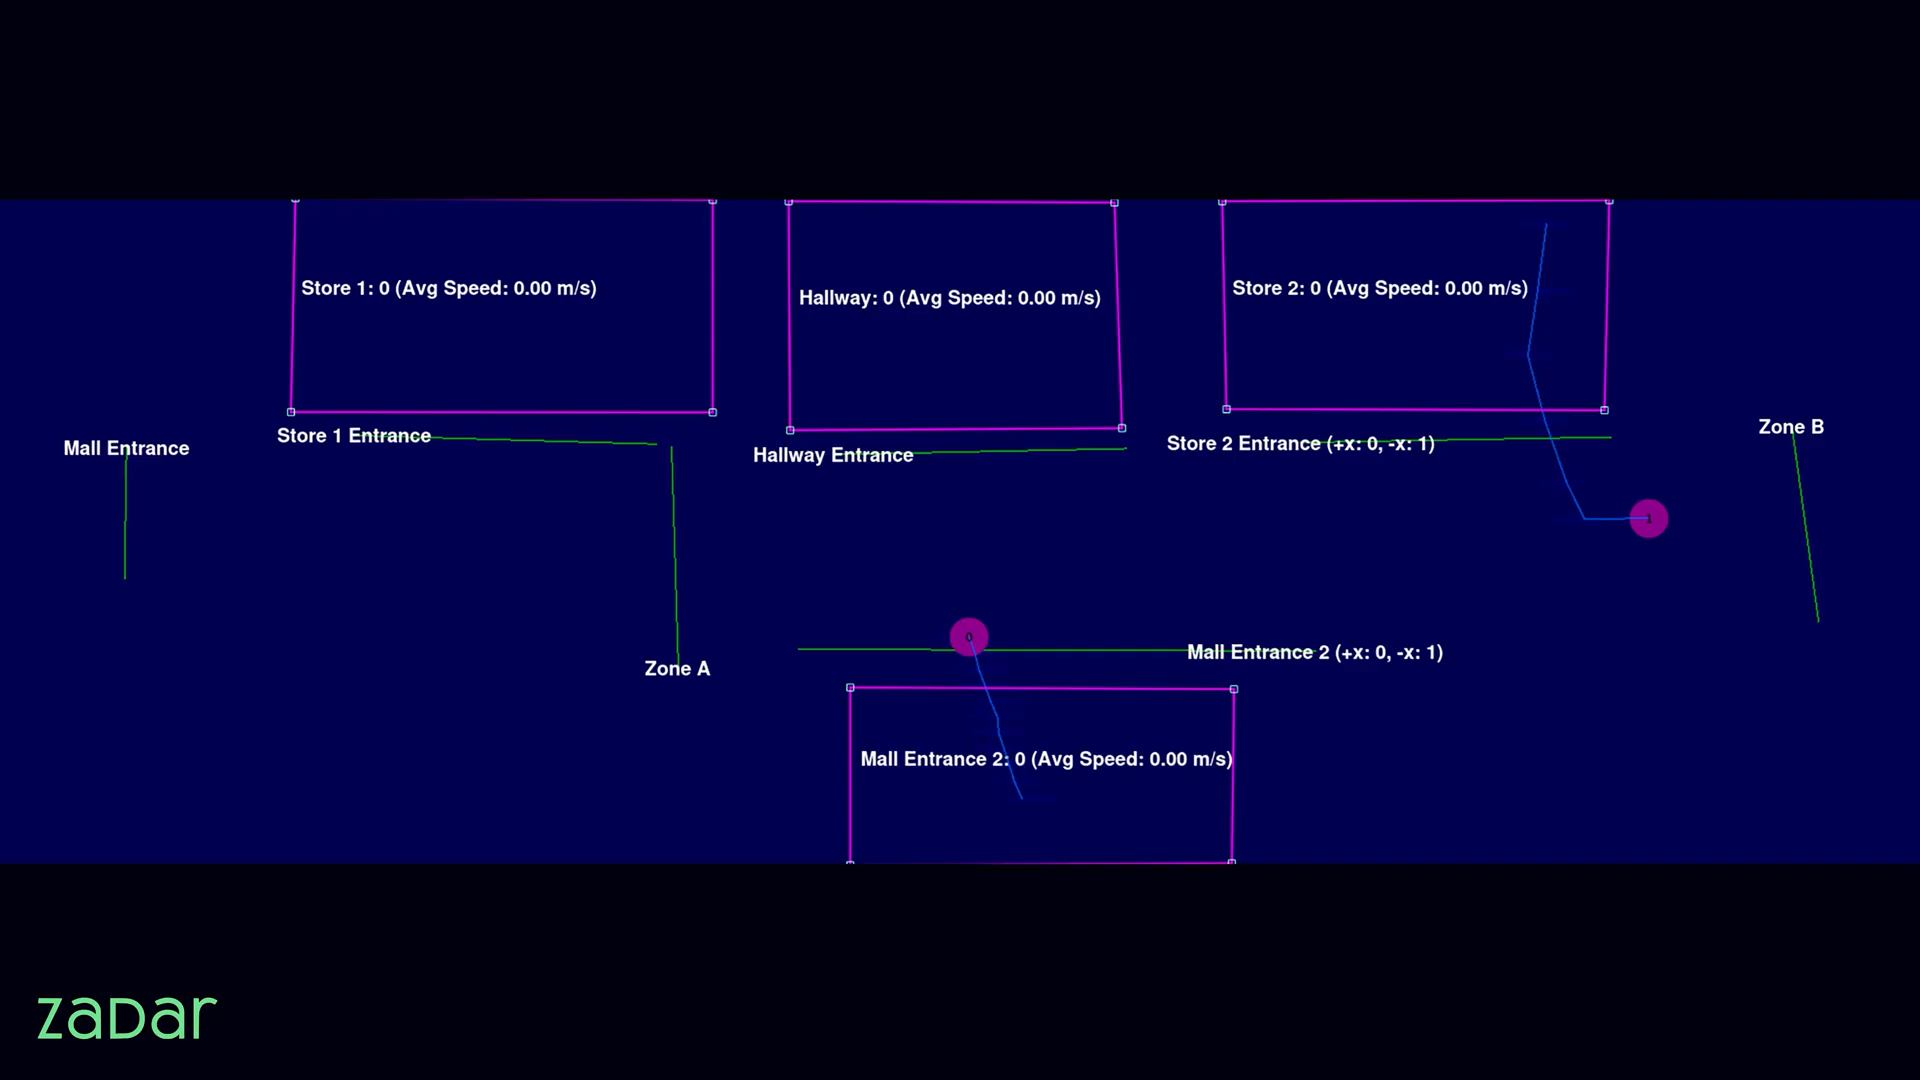 Store 1: 0 (Avg Speed: 0.00 m/s)
Hallway: 0 (Avg Speed: 0.00 m/s)
Store 2: 0 (Avg Speed: 0.00 m/s)
Mall Entrance
Store 1 Entrance
Hallway Entrance
Store 2 Entrance (+x: 0, -x: 1)
Zone B
Zone A
0
Mall Entrance 2 (+x: 0, -x: 1)
Mall Entrance 2: 0 (Avg Speed: 0.00 m/s)
zaDar